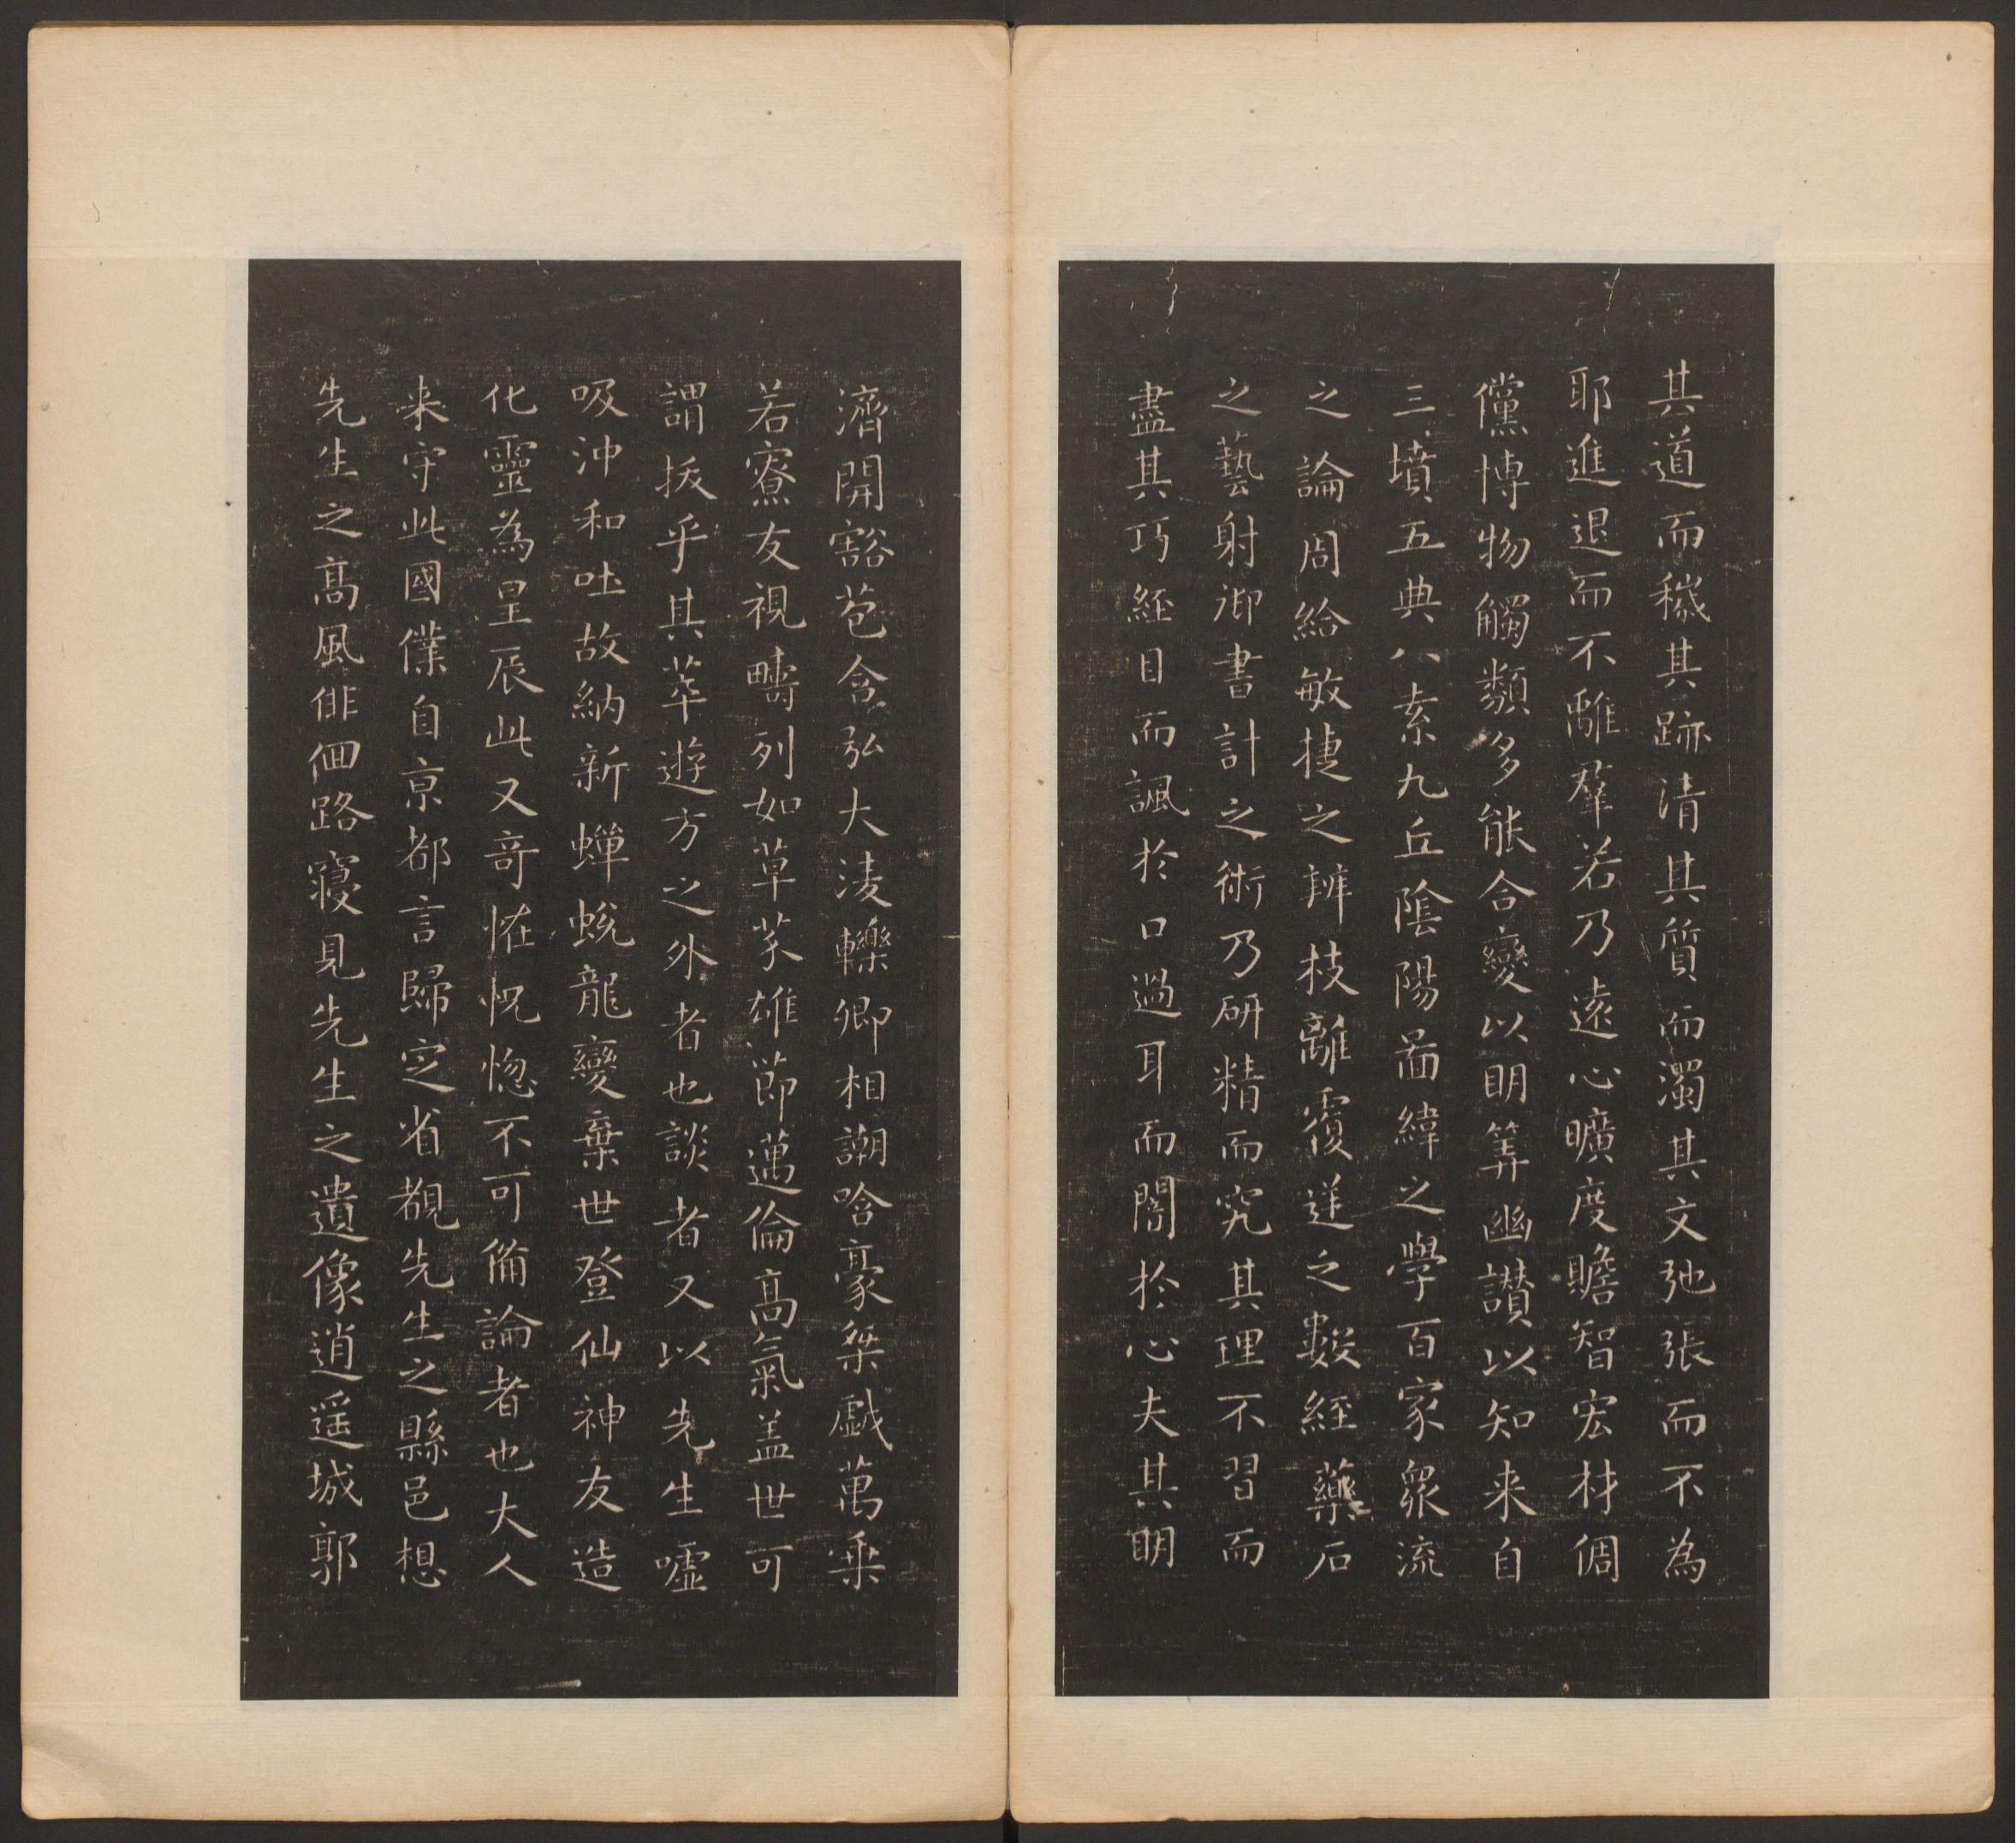 其道而穢其跡清其質而濁其文弛張而不為
耶進退而不離羣若乃遠心曠度贍智宏材倜
儻博物觸類多能合變以明筭幽讃以知来自
三墳五典八索九丘陰陽啚緯之學百家衆流
之論周給敏捷之辨枝離覆逆之數經藥石
之藝射御書計之術乃研精而究其理不習而
盡其巧經目而諷於口過耳而闇於心夫其明
濟開豁苞含弘大淩轢卿相謿哈豪桀戯萬乗
若寮友視疇列如草芥雄節邁倫高氣盖世可
謂拔乎其萃遊方之外者也談者又以先生噓
吸沖和吐故納新蟬蛻龍變棄世登仙神友造
化靈為星辰此又竒恠怳惚不可備論者也大人
来守此國僕自京都言歸定省覩先生之縣邑想
先生之高風俳佪路寢見先生之遺像逍遥城郭